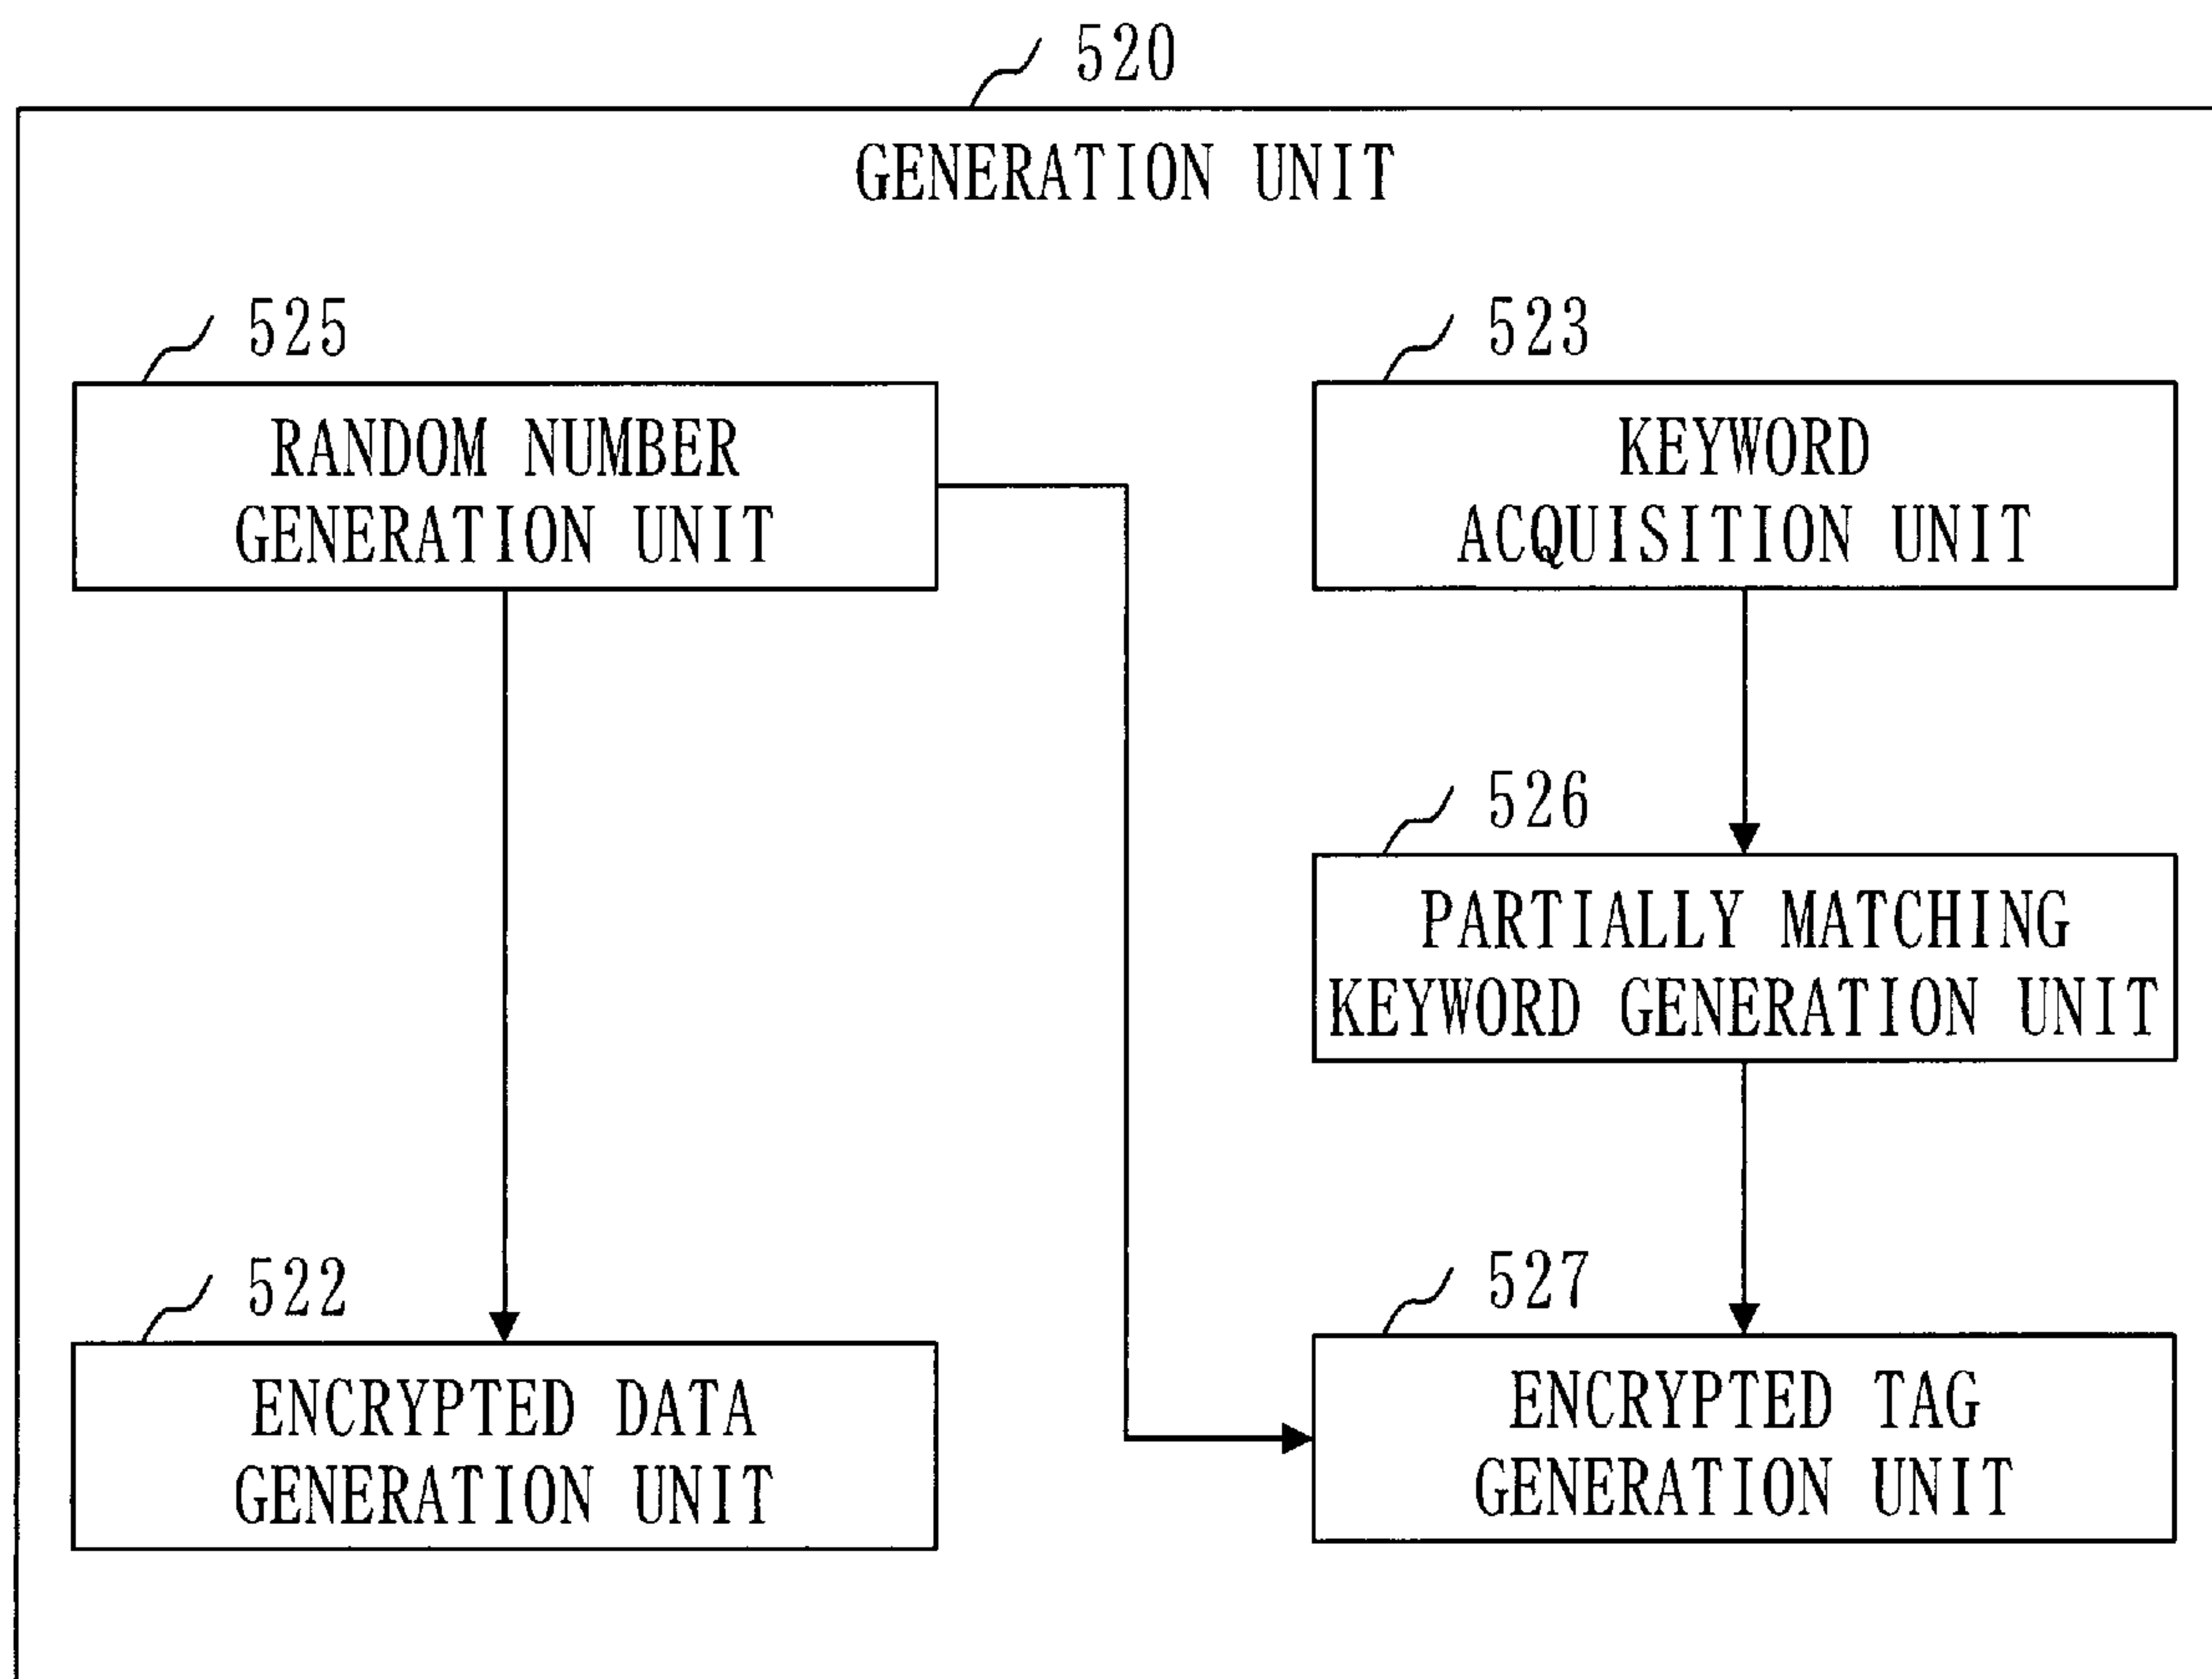 520
GENERATION UNIT
525
RANDOM NUMBER
GENERATION UNIT
523
KEYWORD
ACQUISITION UNIT
526
PARTIALLY MATCHING
KEYWORD GENERATION UNIT
522
ENCRYPTED DATA
GENERATION UNIT
527
ENCRYPTED TAG
GENERATION UNIT